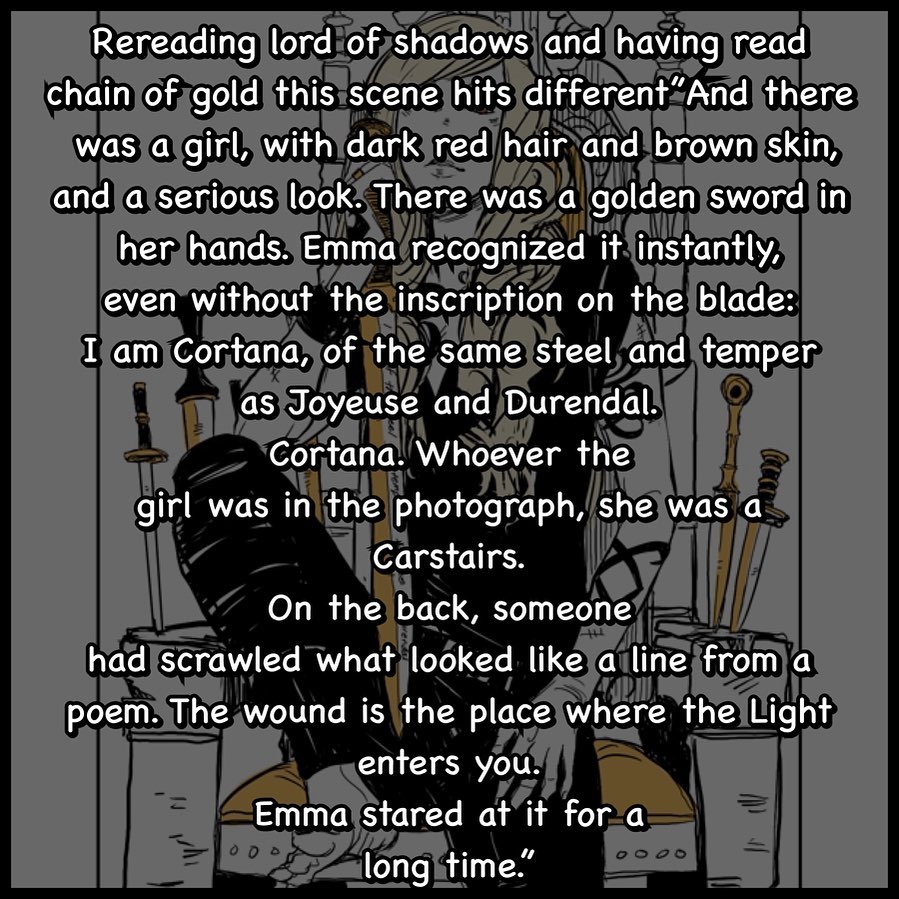 Rereading lord of shadows and having read
chain of gold this scene hits different“And there
was a girl, with dark red hair and brown skin,
and a serious look. There was a golden sword in
her hands. Emma recognized it instantly,
even without the inscription on the blade:
I am Cortana, of the same steel and temper
as Joyeuse and Durendal.
Cortana. Whoever the
girl was in the photograph, she was a
Carstairs.
On the back, someone
had scrawled what looked like a line from a
poem. The wound is the place where the Light
enters you.
Emma stared at it for a
long time.”